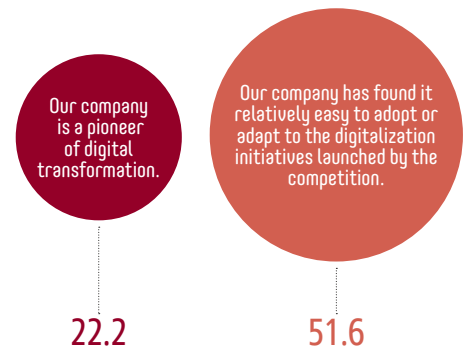 Our company
is a pioneer
of digital
transformation.
Our company has found it
relatively easy to adopt or
adapt to the digitalization
initiatives launched by the
competition.
22.2
51.6